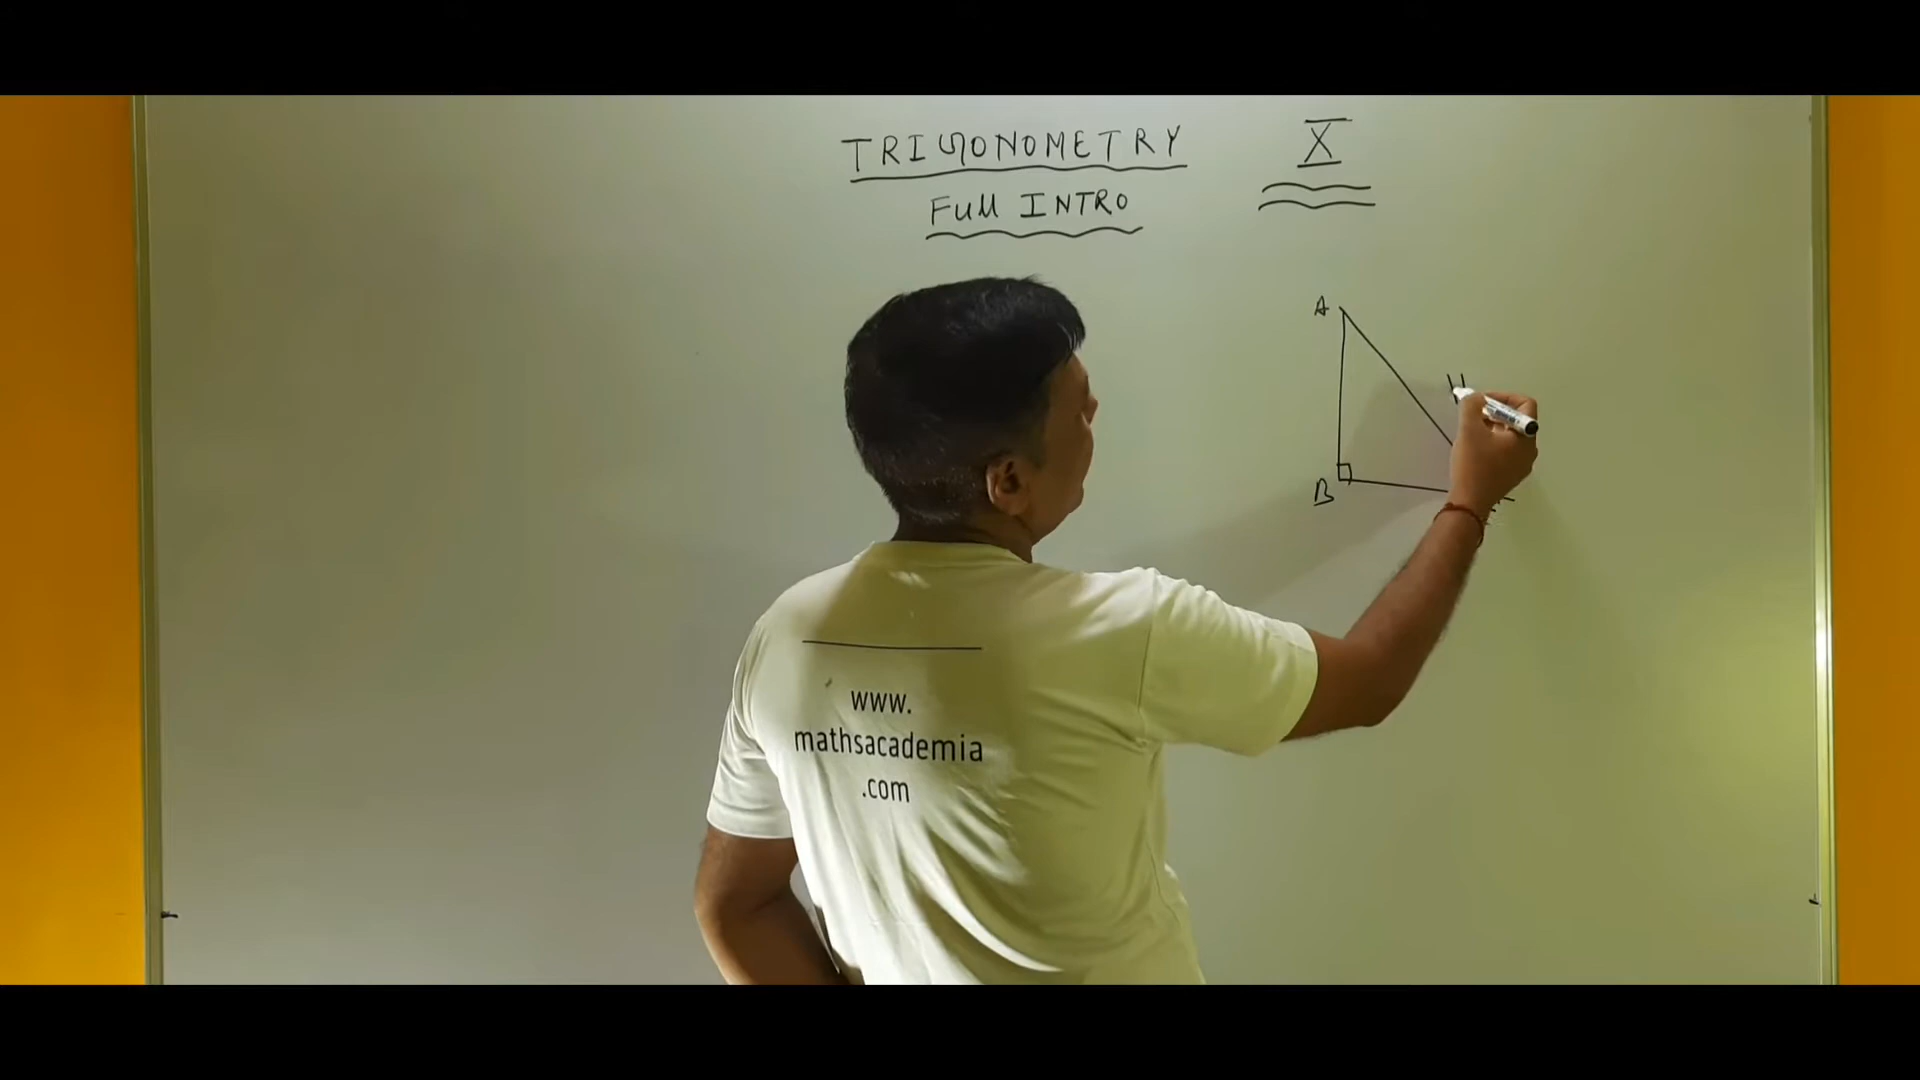 TRIGONOMETRY X
Full INTRO
A
H
B
www.
mathsacademia
.com